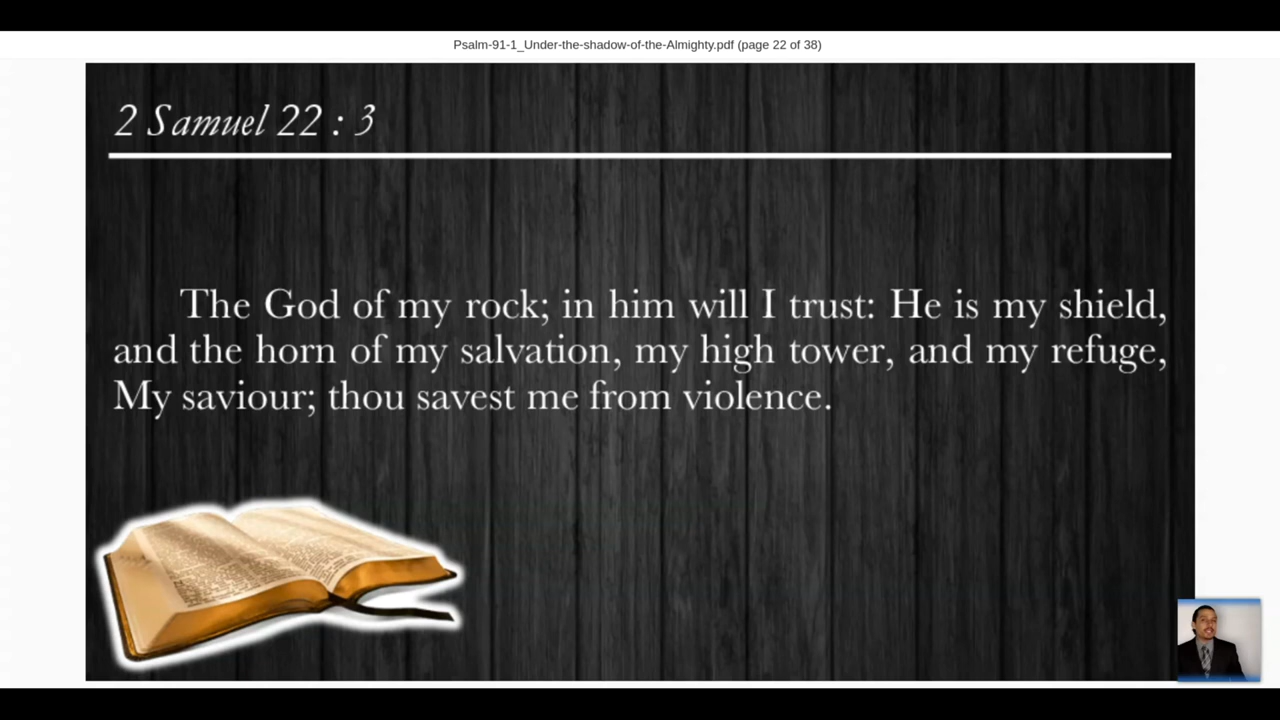 Psalm-91-1_Under-the-shadow-of-the-Almighty.pdf (page 22 of 38)
2 Samuel 22 : 3
The God of my rock; in him will I trust: He is my shield,
and the horn of my salvation, my high tower, and my refuge,
My saviour; thou savest me from violence.